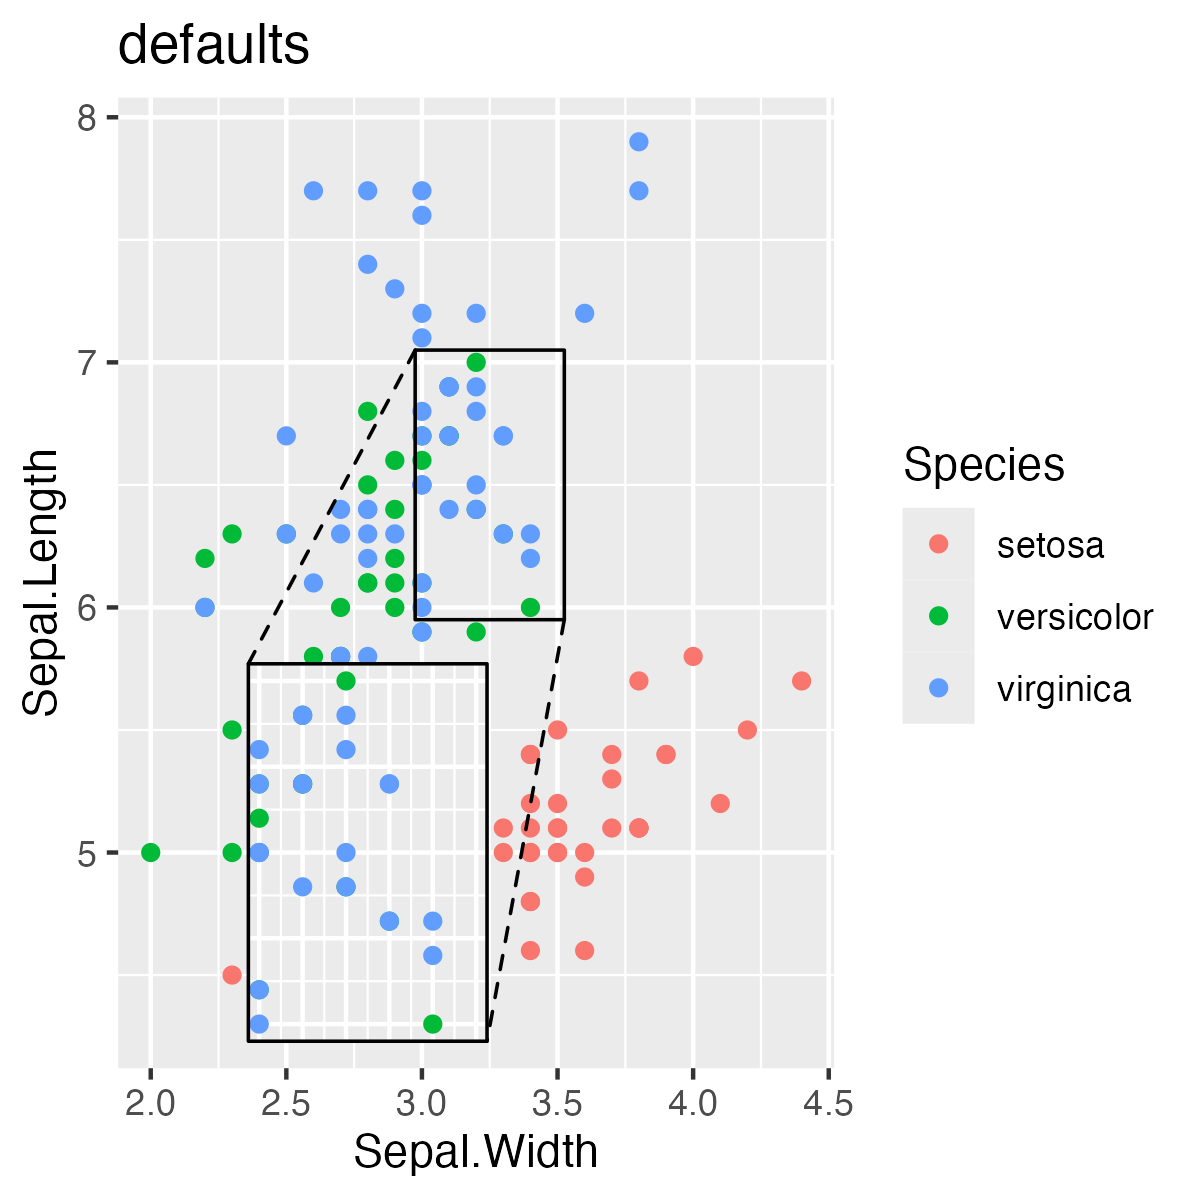 defaults
8
7
6
5
Sepal.Length
2.0 2.5 3.0 3.5 4.0 4.5
Sepal.Width
Species
setosa
versicolor
virginica